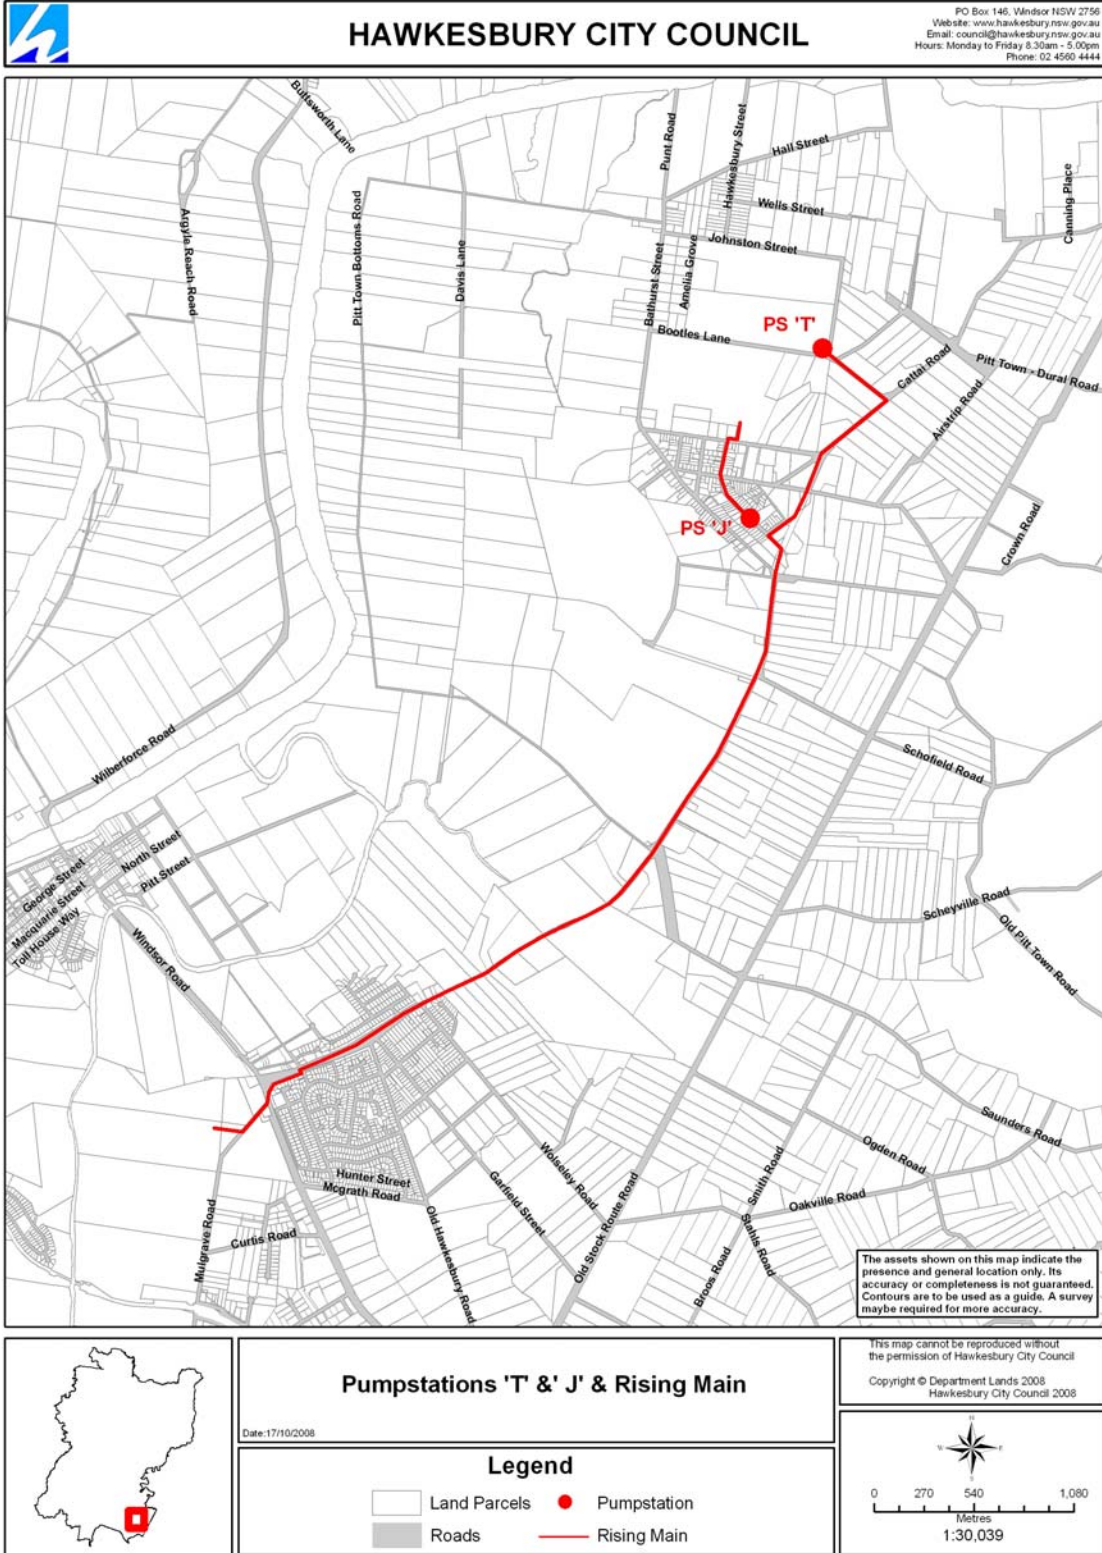 HAWKESBURY CITY COUNCIL
PO Box 146, Windsor NSW 2756
Website: www.hawkesbury.nsw.gov.au
Email: council@hawkesbury.nsw.gov.au
Hours: Monday to Friday 8.30am - 5.00pm
Phone: 02 4560 4444
Buttsworth Lane
Punt Road
Hawkesbury Street
Hall Street
Canning Place
Wells Street
Argyle Reach Road
Pitt Town Bottoms Road
Davis Lane
Bathurst Street
Amelia Grove
Johnston Street
Bootles Lane
PS 'T'
Cattai Road
Pitt Town - Dural Road
Airstrip Road
PS 'J'
Crown Road
Wilberforce Road
Schofield Road
North Street
George Street
Pitt Street
Macquarie Street
Toll House Way
Scheyville Road
Windsor Road
Old Pitt Town Road
Saunders Road
Ogden Road
Hunter Street
Mcgrath Road
Wolseley Road
Garfield Street
Smith Road
Oakville Road
Mulgrave Road
Curtis Road
Old Hawkesbury Road
Old Stock Route Road
Stahls Road
Broos Road
The assets shown on this map indicate the
presence and general location only. Its
accuracy or completeness is not guaranteed.
Contours are to be used as a guide. A survey
maybe required for more accuracy.
Pumpstations 'T' &' J' & Rising Main
Date:17/10/2008
This map cannot be reproduced without
the permission of Hawkesbury City Council
Copyright © Department Lands 2008
Hawkesbury City Council 2008
Legend
Land Parcels
Pumpstation
Roads
Rising Main
N
W
E
S
0 270 540 1,080
Metres
1:30,039